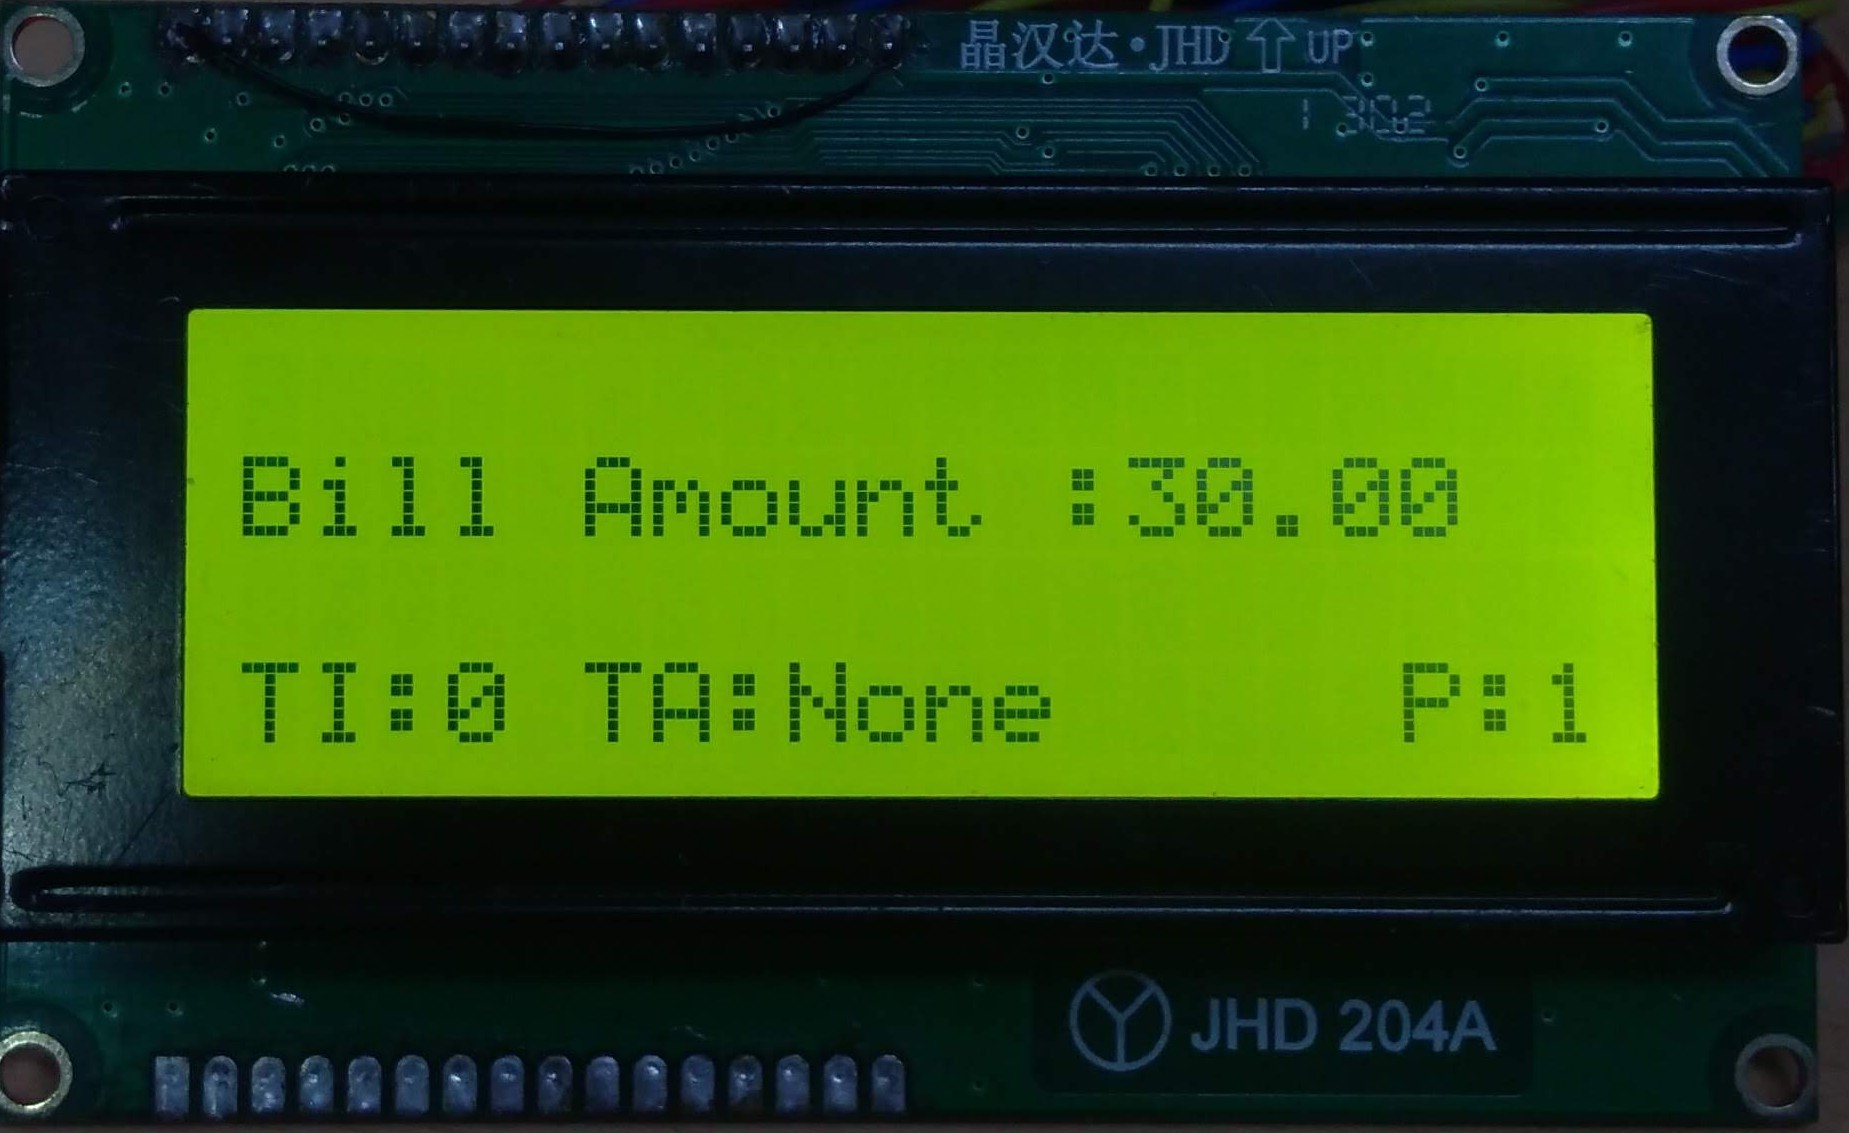 晶汉达·JHD ⇧ UP
Bill Amount :30.00
TI:0 TA:None P:1
JHD 204A